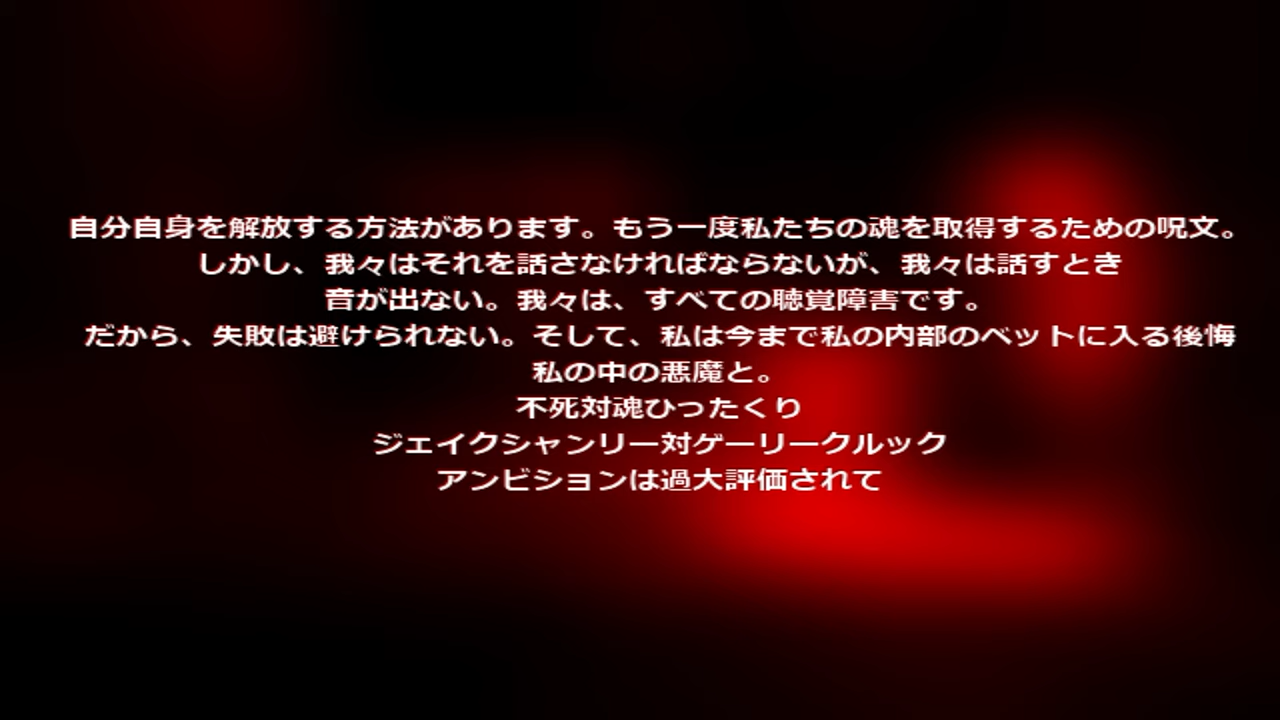 自分自身を解放する方法があります。もう一度私たちの魂を取得するための呪文。
しかし、我々はそれを話さなければならないが、我々は話すとき
音が出ない。我々は、すべての聴覚障害です。
だから、失敗は避けられない。そして、私は今まで私の内部のベットに入る後悔
私の中の悪魔と。
不死対魂ひったくり
ジェイクシャンリー対ゲーリークルック
アンビションは過大評価されて